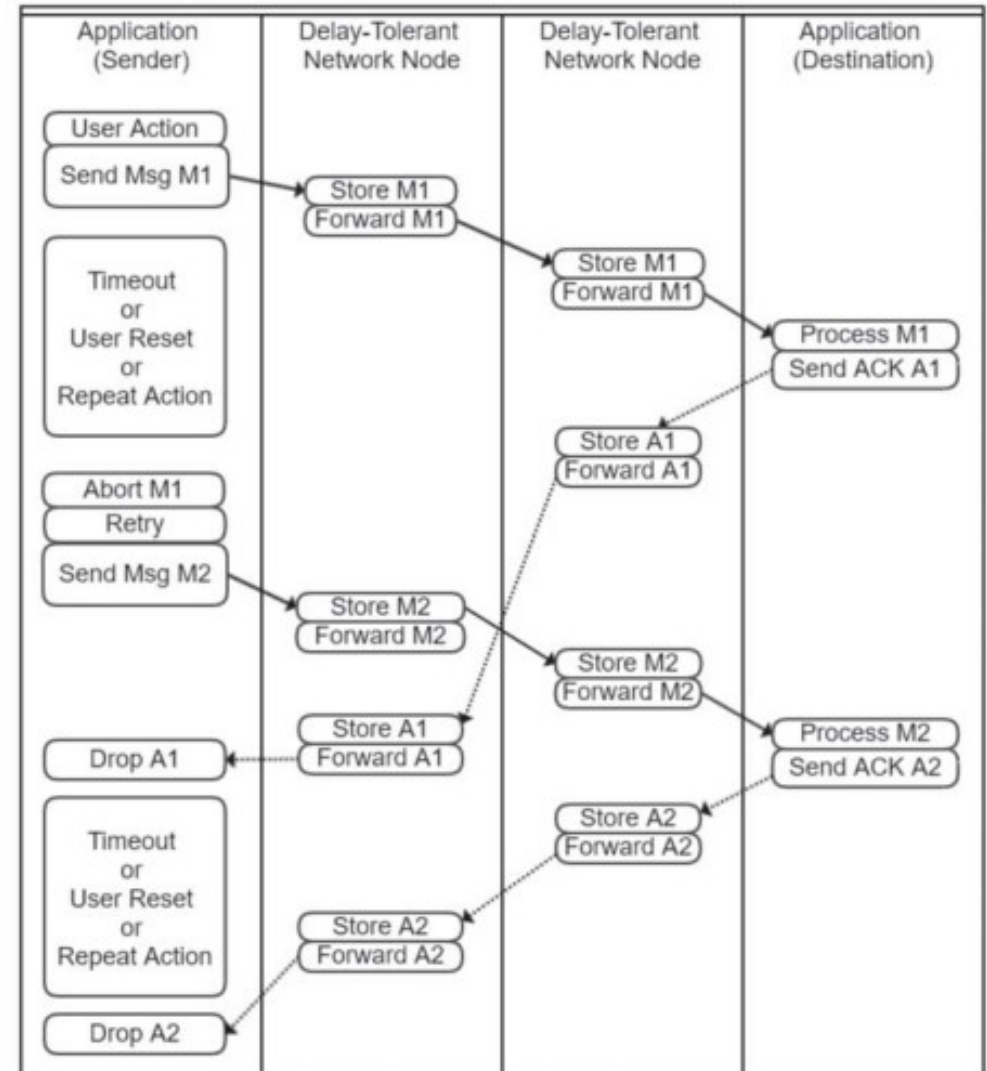 Application
(Sender)
Delay-Tolerant
Network Node
Delay-Tolerant
Network Node
Application
(Destination)
User Action
Send Msg M1
Store M1
Forward M1
Store M1
Forward M1
Process M1
Send ACK A1
Timeout
or
User Reset
or
Repeat Action
Store A1
Forward A1
Abort M1
Retry
Send Msg M2
Store M2
Forward M2
Store M2
Forward M2
Process M2
Send ACK A2
Store A1
Forward A1
Drop A1
Timeout
or
User Reset
or
Repeat Action
Store A2
Forward A2
Store A2
Forward A2
Drop A2